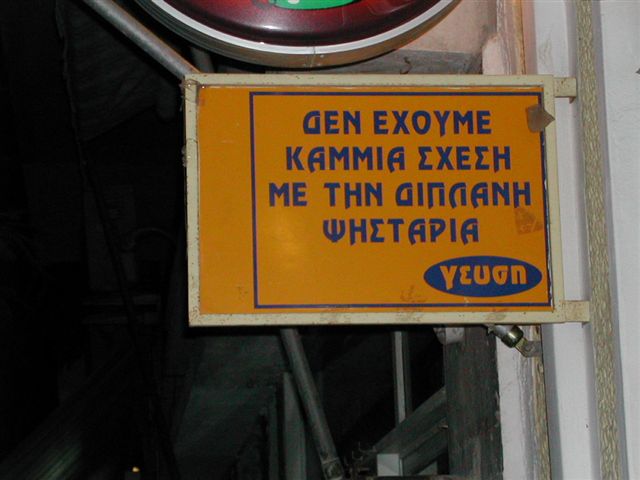 ΔΕΝ ΕΧΟΥΜΕ
ΚΑΜΜΙΑ ΣΧΕΣΗ
ΜΕ ΤΗΝ ΔΙΠΛΑΝΗ
ΨΗΣΤΑΡΙΑ
γευση